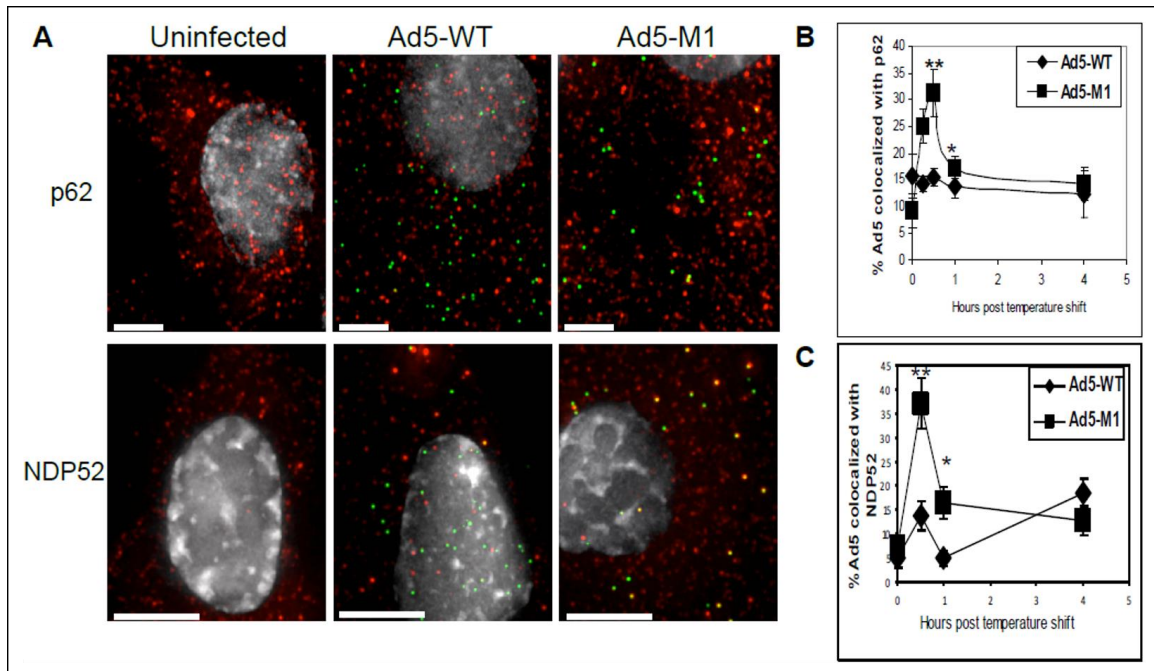 A
Uninfected
Ad5-WT
Ad5-M1
p62
NDP52
B
% Ad5 colocalized with p62
40
35
30
25
20
15
10
5
0
**
*
Ad5-WT
Ad5-M1
0
1
2
3
4
5
Hours post temperature shift
C
%Ad5 colocalized with
NDP52
45
40
35
30
25
20
15
10
5
0
**
*
Ad5-WT
Ad5-M1
0
1
2
3
4
5
Hours post temperature shift